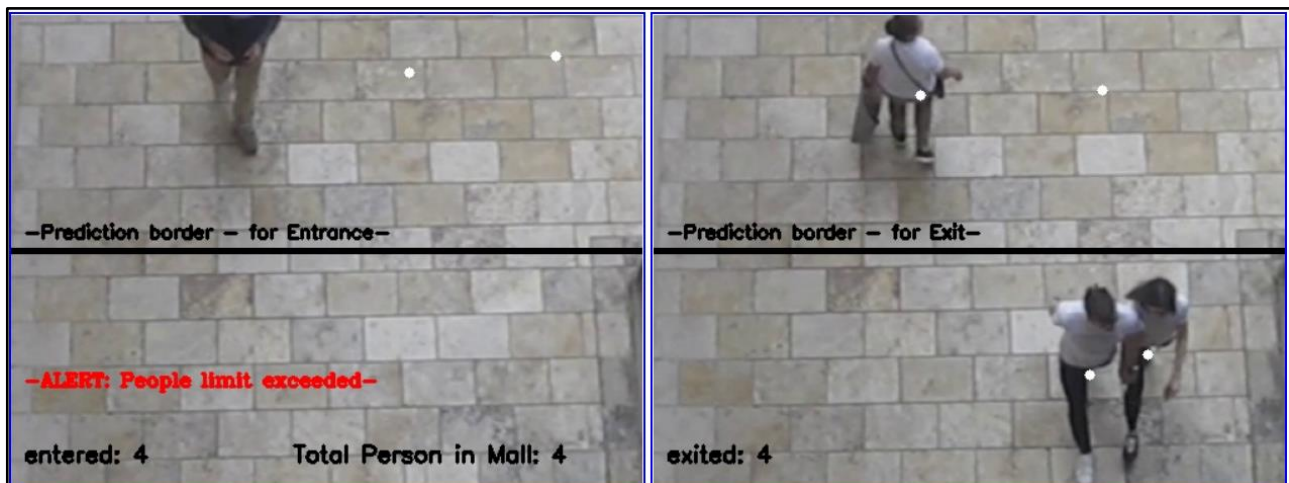 -Prediction border - for Entrance-
-ALERT: People limit exceeded-
entered: 4 Total Person in Mall: 4
-Prediction border - for Exit-
exited: 4